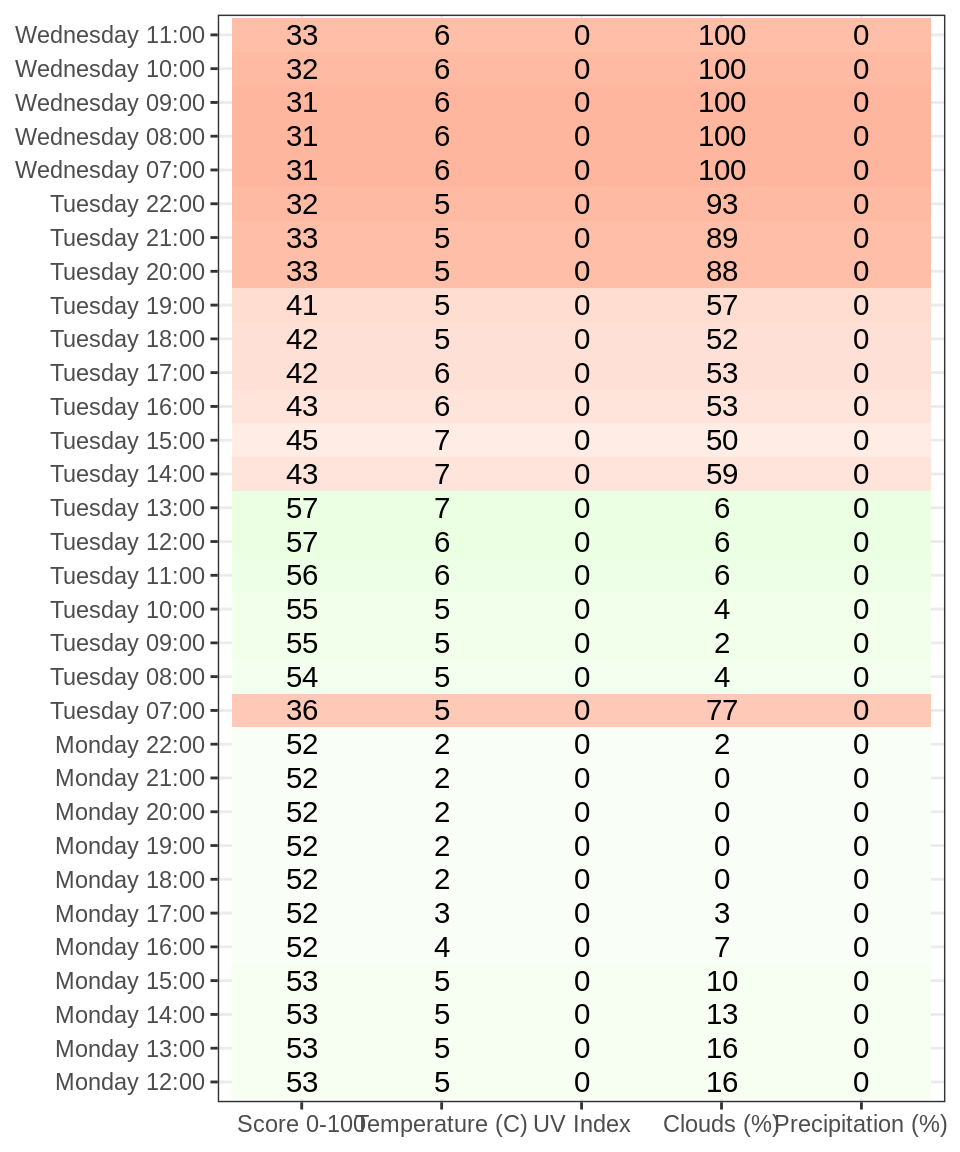 Wednesday 11:00 33 6 0 100 0
Wednesday 10:00 32 6 0 100 0
Wednesday 09:00 31 6 0 100 0
Wednesday 08:00 31 6 0 100 0
Wednesday 07:00 31 6 0 100 0
Tuesday 22:00 32 5 0 93 0
Tuesday 21:00 33 5 0 89 0
Tuesday 20:00 33 5 0 88 0
Tuesday 19:00 41 5 0 57 0
Tuesday 18:00 42 5 0 52 0
Tuesday 17:00 42 6 0 53 0
Tuesday 16:00 43 6 0 53 0
Tuesday 15:00 45 7 0 50 0
Tuesday 14:00 43 7 0 59 0
Tuesday 13:00 57 7 0 6 0
Tuesday 12:00 57 6 0 6 0
Tuesday 11:00 56 6 0 6 0
Tuesday 10:00 55 5 0 4 0
Tuesday 09:00 55 5 0 2 0
Tuesday 08:00 54 5 0 4 0
Tuesday 07:00 36 5 0 77 0
Monday 22:00 52 2 0 2 0
Monday 21:00 52 2 0 0 0
Monday 20:00 52 2 0 0 0
Monday 19:00 52 2 0 0 0
Monday 18:00 52 2 0 0 0
Monday 17:00 52 3 0 3 0
Monday 16:00 52 4 0 7 0
Monday 15:00 53 5 0 10 0
Monday 14:00 53 5 0 13 0
Monday 13:00 53 5 0 16 0
Monday 12:00 53 5 0 16 0
Score 0-100 Temperature (C) UV Index Clouds (%) Precipitation (%)